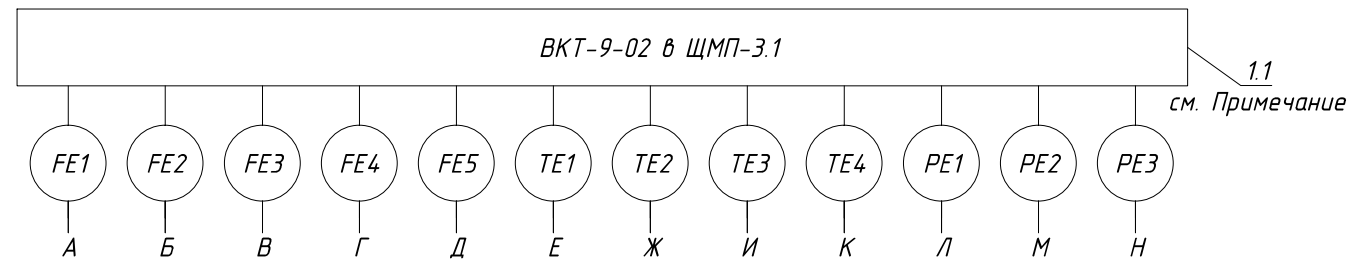 ВКТ-9-02 в ЩМП-3.1
1.1
см. Примечание
FE1 FE2 FE3 FE4 FE5 TE1 TE2 TE3 TE4 PE1 PE2 PE3
А Б В Г Д Е Ж И К Л М Н